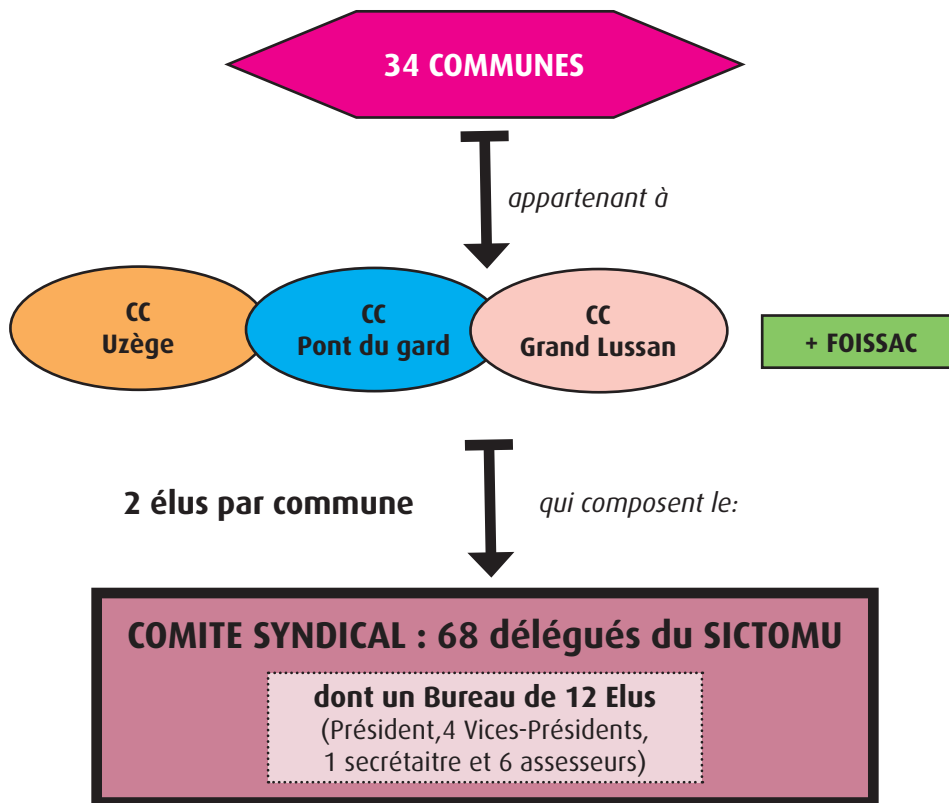 34 COMMUNES
appartenant à
CC
Uzège
CC
Pont du gard
CC
Grand Lussan
+ FOISSAC
2 élus par commune
qui composent le:
COMITE SYNDICAL : 68 délégués du SICTOMU
dont un Bureau de 12 Elus
(Président,4 Vices-Présidents,
1 secrétaitre et 6 assesseurs)